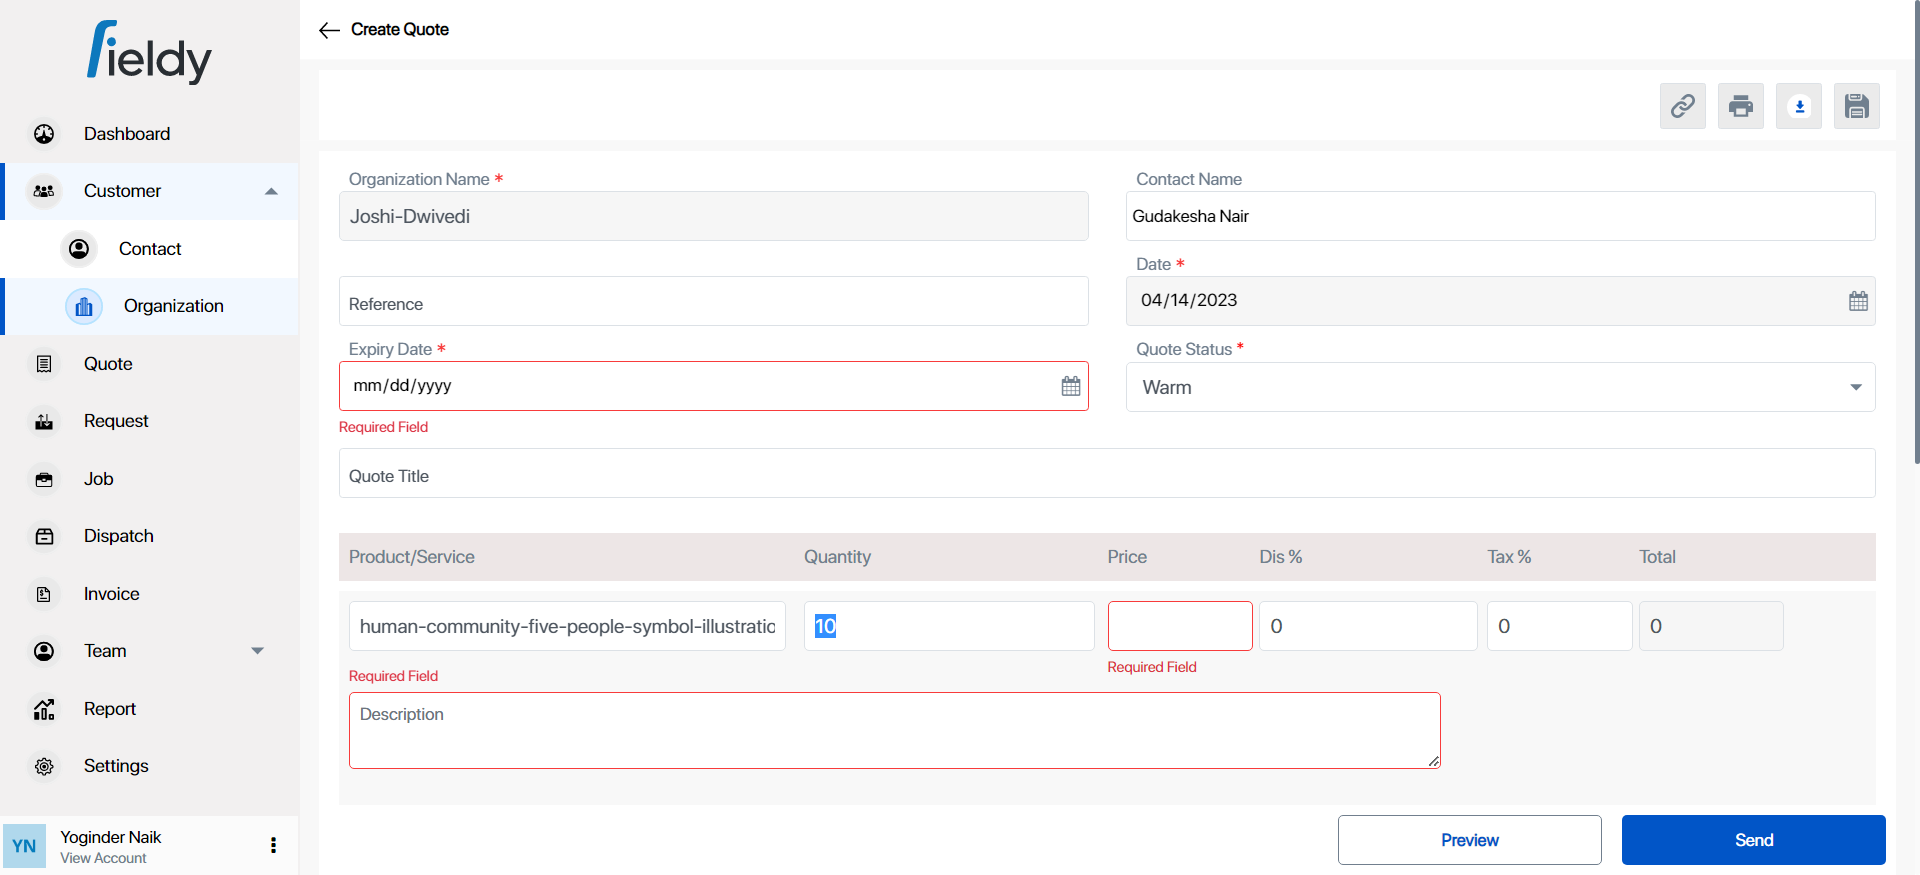 fieldy
Dashboard
Customer
Contact
Organization
Quote
Request
Job
Dispatch
Invoice
Team
Report
Settings
YN
Yoginder Naik
View Account
Create Quote
Organization Name *
Joshi-Dwivedi
Contact Name
Gudakesha Nair
Reference
Date *
04/14/2023
Expiry Date *
mm/dd/yyyy
Required Field
Quote Status *
Warm
Quote Title
Product/Service Quantity Price Dis % Tax % Total
human-community-five-people-symbol-illustratio 10 0 0 0
Required Field Required Field
Description
Preview Send